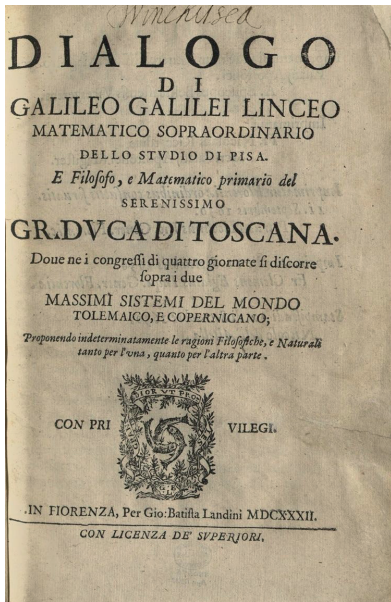 Winchilsea
DIALOGO
DI
GALILEO GALILEI LINCEO
MATEMATICO SOPRAORDINARIO
DELLO STVDIO DI PISA.
E Filosofo, e Matematico primario del
SERENISSIMO
GR.DVCA DI TOSCANA.
Doue ne i congressi di quattro giornate si discorre
sopra i due
MASSIMI SISTEMI DEL MONDO
TOLEMAICO, E COPERNICANO;
Proponendo indeterminatamente le ragioni Filosofiche, e Naturali
tanto per l'vna, quanto per l'altra parte.
CON PRI VILEGI.
IN FIORENZA, Per Gio: Batista Landini MDCXXXII.
CON LICENZA DE' SVPERIORI.